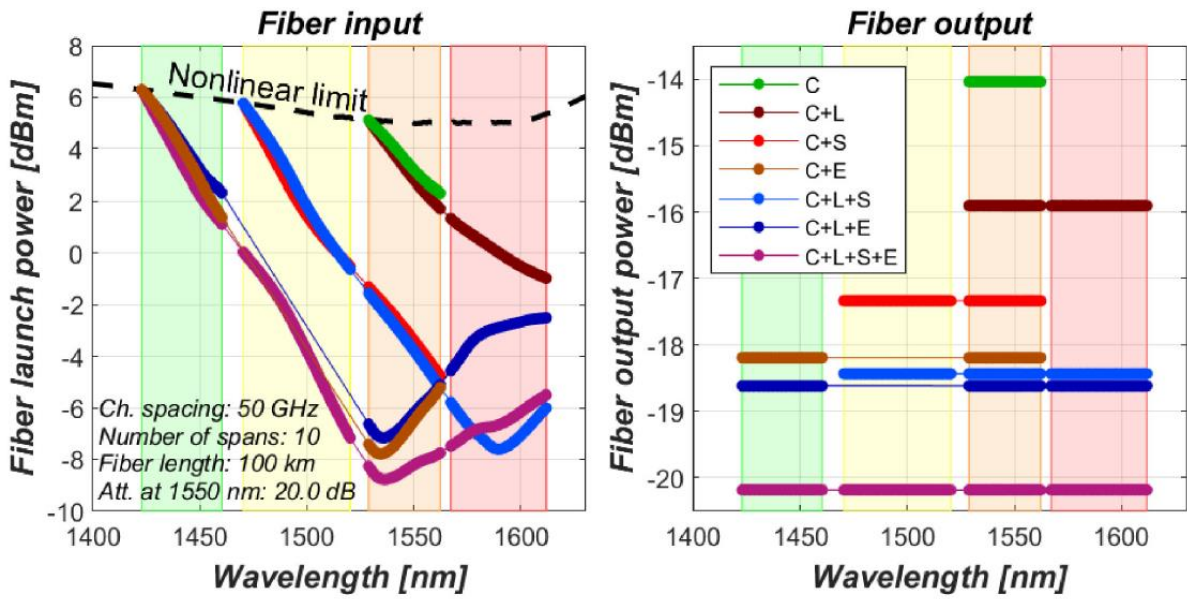 Fiber input
Fiber launch power [dBm]
8
6
4
2
0
-2
-4
-6
-8
-10
Nonlinear limit
Ch. spacing: 50 GHz
Number of spans: 10
Fiber length: 100 km
Att. at 1550 nm: 20.0 dB
1400
1450
1500
1550
1600
Wavelength [nm]
Fiber output
Fiber output power [dBm]
-14
-15
-16
-17
-18
-19
-20
C
C+L
C+S
C+E
C+L+S
C+L+E
C+L+S+E
1400
1450
1500
1550
1600
Wavelength [nm]